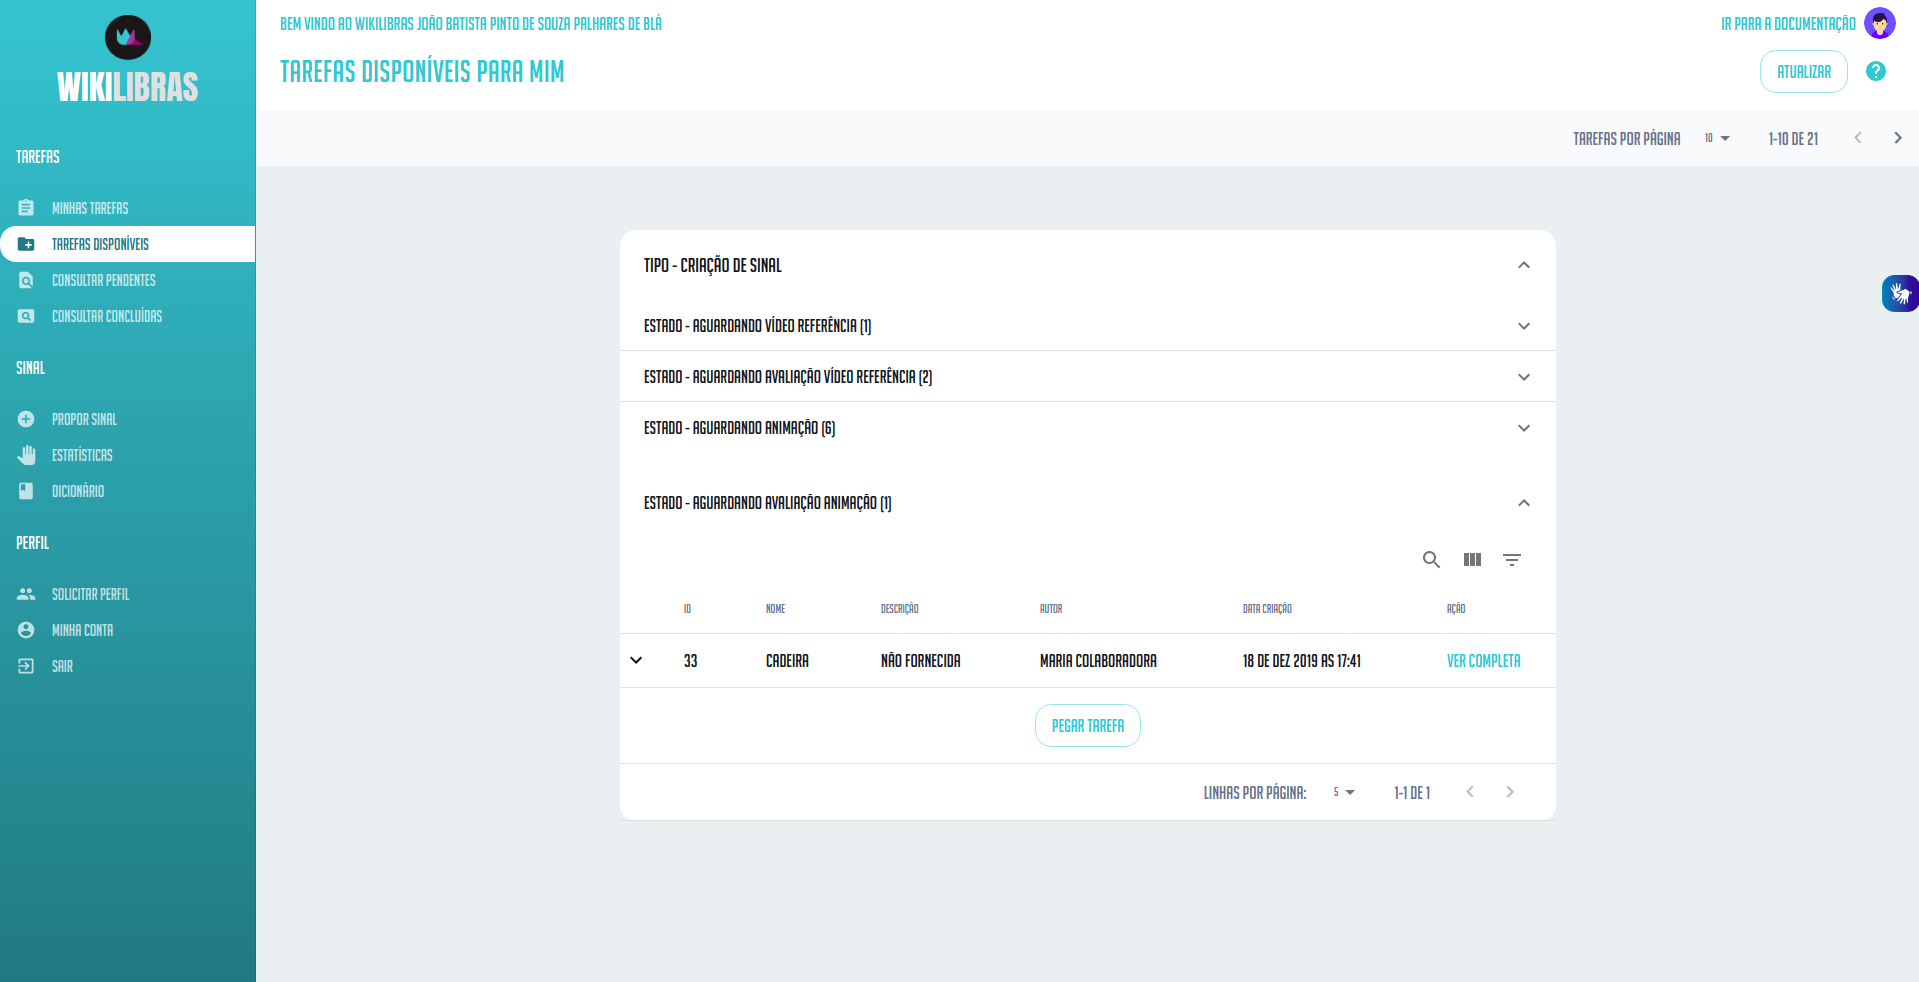 WIKILIBRAS
TAREFAS
MINHAS TAREFAS
TAREFAS DISPONÍVEIS
CONSULTAR PENDENTES
CONSULTAR CONCLUÍDAS
SINAL
PROPOR SINAL
ESTATÍSTICAS
DICIONÁRIO
PERFIL
SOLICITAR PERFIL
MINHA CONTA
SAIR
BEM VINDO AO WIKILIBRAS JOÃO BATISTA PINTO DE SOUZA PALHARES DE BLÁ
IR PARA A DOCUMENTAÇÃO
TAREFAS DISPONÍVEIS PARA MIM
ATUALIZAR
?
TAREFAS POR PÁGINA 10 1-10 DE 21
TIPO - CRIAÇÃO DE SINAL
ESTADO - AGUARDANDO VÍDEO REFERÊNCIA (1)
ESTADO - AGUARDANDO AVALIAÇÃO VÍDEO REFERÊNCIA (2)
ESTADO - AGUARDANDO ANIMAÇÃO (6)
ESTADO - AGUARDANDO AVALIAÇÃO ANIMAÇÃO (1)
ID NOME DESCRIÇÃO AUTOR DATA CRIAÇÃO AÇÃO
33 CADEIRA NÃO FORNECIDA MARIA COLABORADORA 18 DE DEZ 2019 AS 17:41 VER COMPLETA
PEGAR TAREFA
LINHAS POR PÁGINA: 5 1-1 DE 1